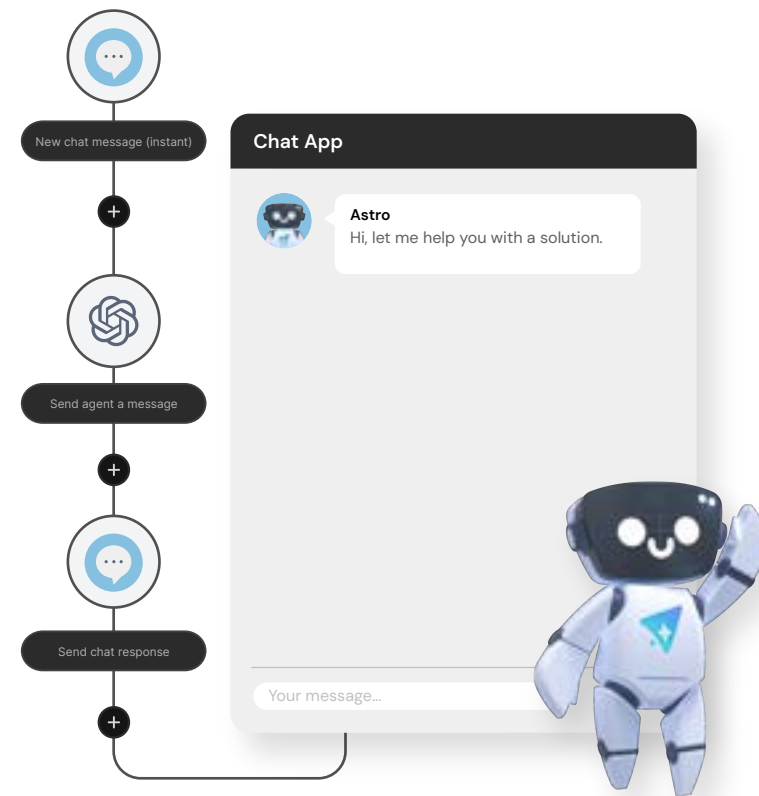 New chat message (instant)
Chat App
Astro
Hi, let me help you with a solution.
Send agent a message
Send chat response
Your message...